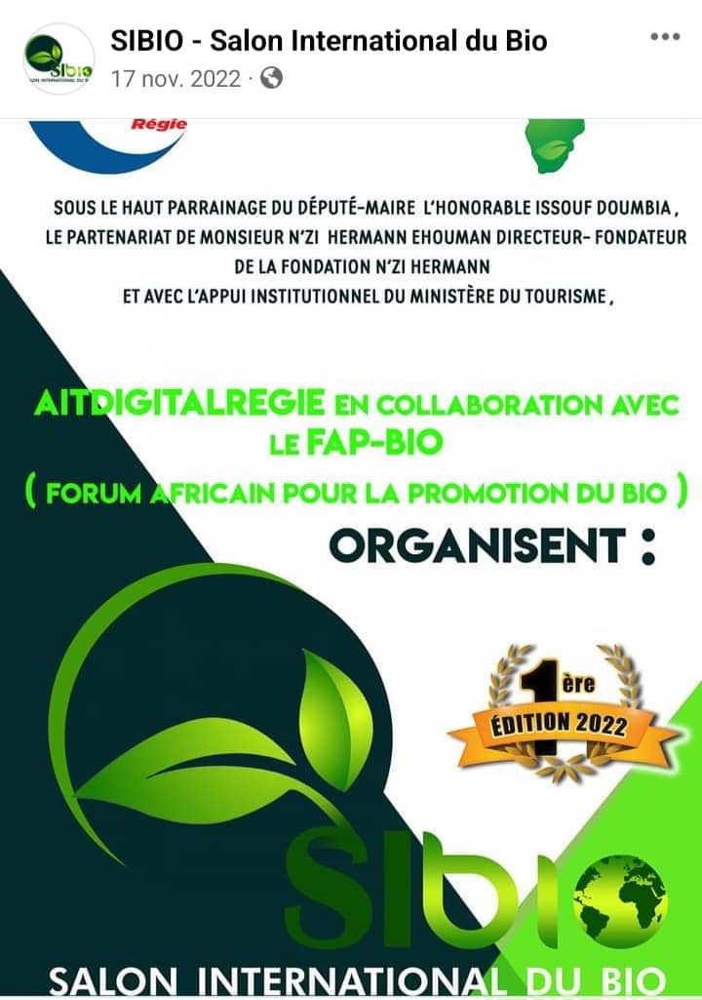 SIBIO - Salon International du Bio
17 nov. 2022 ·
sibio
Régie
SOUS LE HAUT PARRAINAGE DU DÉPUTÉ-MAIRE L'HONORABLE ISSOUF DOUMBIA,
LE PARTENARIAT DE MONSIEUR N'ZI HERMANN EHOUMAN DIRECTEUR- FONDATEUR
DE LA FONDATION N'ZI HERMANN
ET AVEC L'APPUI INSTITUTIONNEL DU MINISTÈRE DU TOURISME,
AITDIGITALREGIE EN COLLABORATION AVEC
LE FAP-BIO
( FORUM AFRICAIN POUR LA PROMOTION DU BIO )
ORGANISENT :
1ère
ÉDITION 2022
SIbIO
SALON INTERNATIONAL DU BIO